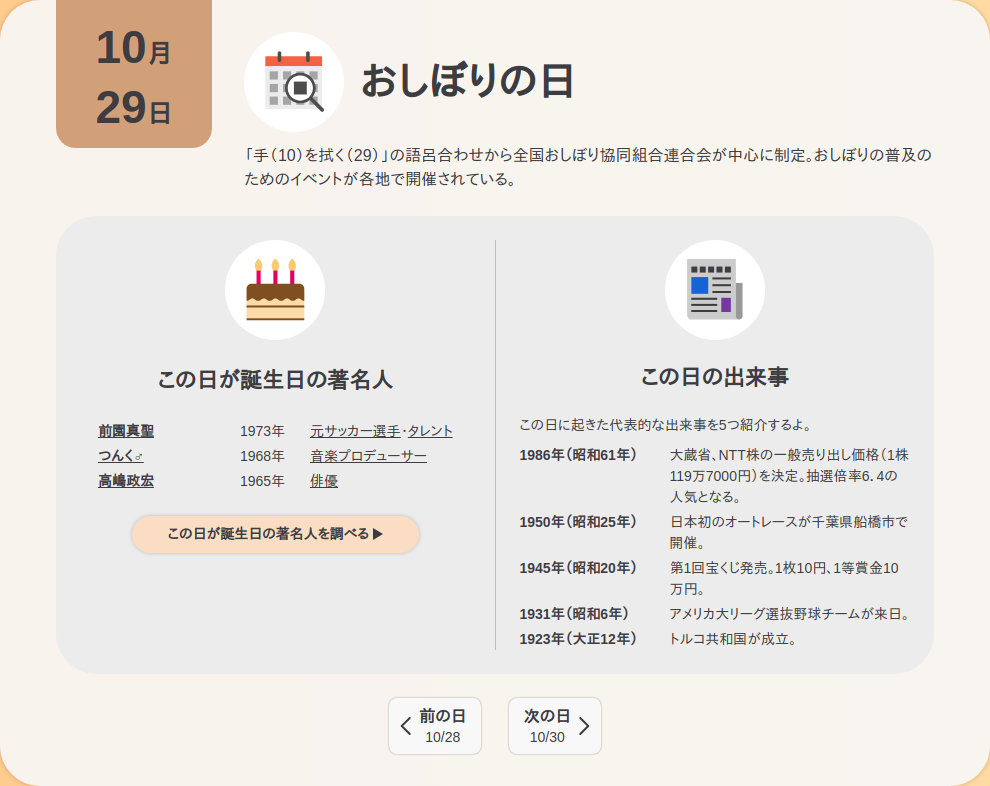 10月
29日
おしぼりの日
「手（10）を拭く（29）」の語呂合わせから全国おしぼり協同組合連合会が中心に制定。おしぼりの普及の
ためのイベントが各地で開催されている。
この日が誕生日の著名人
前園真聖 1973年 元サッカー選手・タレント
つんく♂ 1968年 音楽プロデューサー
高嶋政宏 1965年 俳優
この日が誕生日の著名人を調べる▶
この日の出来事
この日に起きた代表的な出来事を5つ紹介するよ。
1986年（昭和61年） 大蔵省、NTT株の一般売り出し価格（1株
119万7000円）を決定。抽選倍率6．4の
人気となる。
1950年（昭和25年） 日本初のオートレースが千葉県船橋市で
開催。
1945年（昭和20年） 第1回宝くじ発売。1枚10円、1等賞金10
万円。
1931年（昭和6年） アメリカ大リーグ選抜野球チームが来日。
1923年（大正12年） トルコ共和国が成立。
前の日
10/28
次の日
10/30